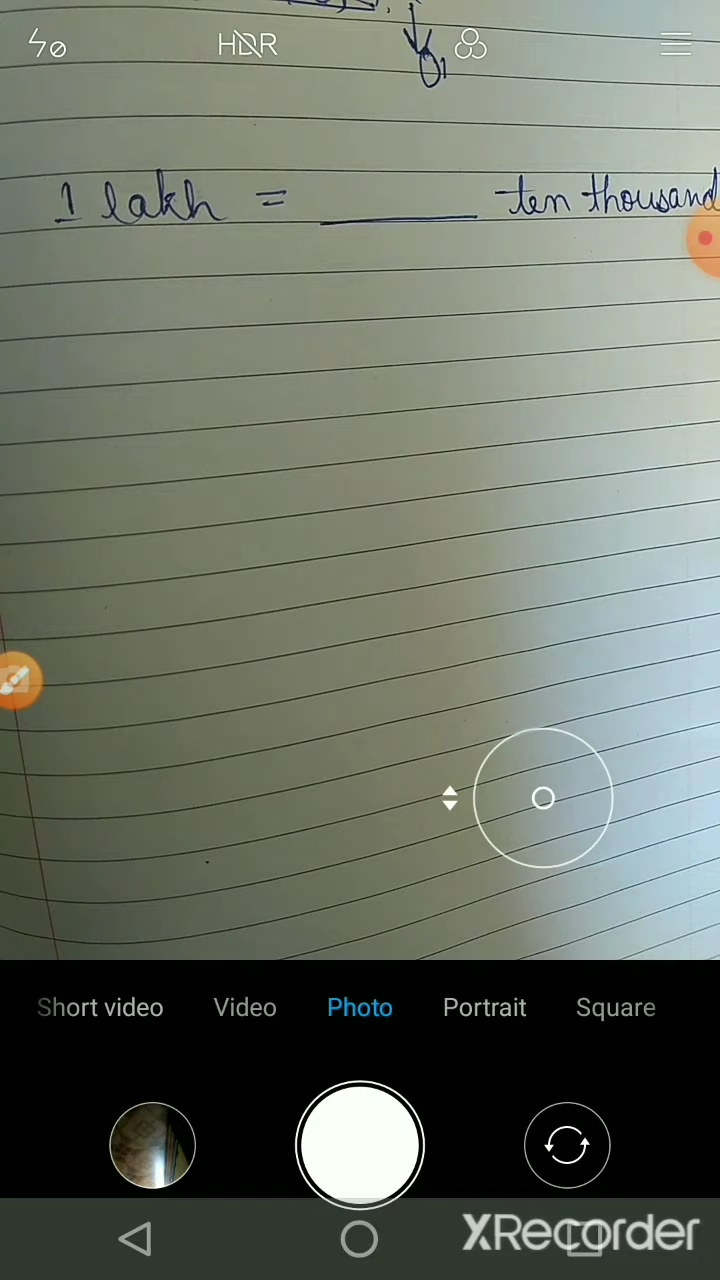 HDR
1 lakh = ______ ten thousand
Short video Video Photo Portrait Square
XRecorder